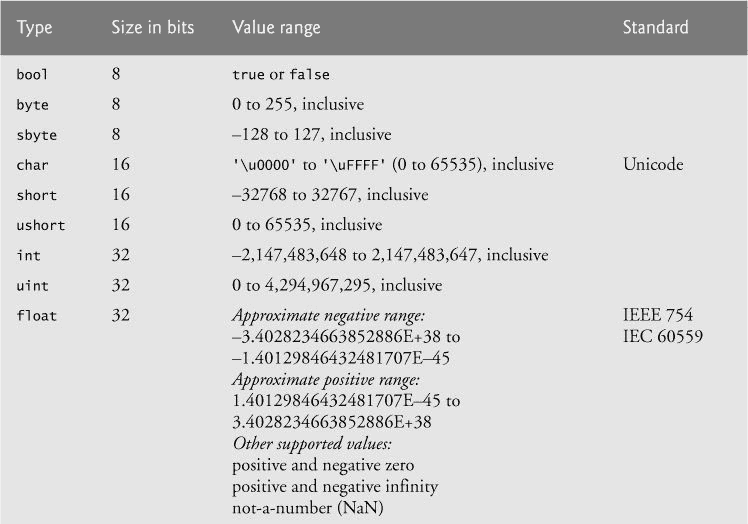 Type Size in bits Value range Standard
bool 8 true or false
byte 8 0 to 255, inclusive
sbyte 8 –128 to 127, inclusive
char 16 '\u0000' to '\uFFFF' (0 to 65535), inclusive Unicode
short 16 –32768 to 32767, inclusive
ushort 16 0 to 65535, inclusive
int 32 –2,147,483,648 to 2,147,483,647, inclusive
uint 32 0 to 4,294,967,295, inclusive
float 32 Approximate negative range: IEEE 754
–3.4028234663852886E+38 to IEC 60559
–1.40129846432481707E–45
Approximate positive range:
1.40129846432481707E–45 to
3.4028234663852886E+38
Other supported values:
positive and negative zero
positive and negative infinity
not-a-number (NaN)